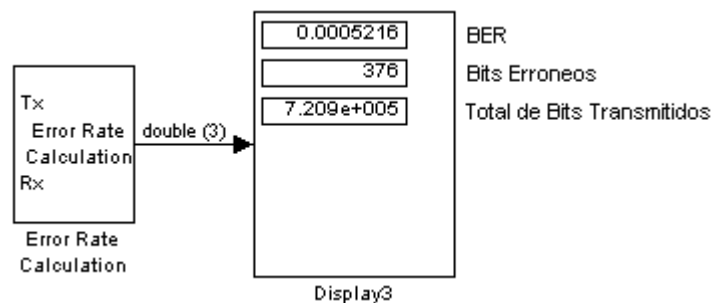 0.0005216 BER
376 Bits Erroneos
7.209e+005 Total de Bits Transmitidos
Tx
Error Rate
Calculation
Rx
double (3)
Error Rate
Calculation
Display3